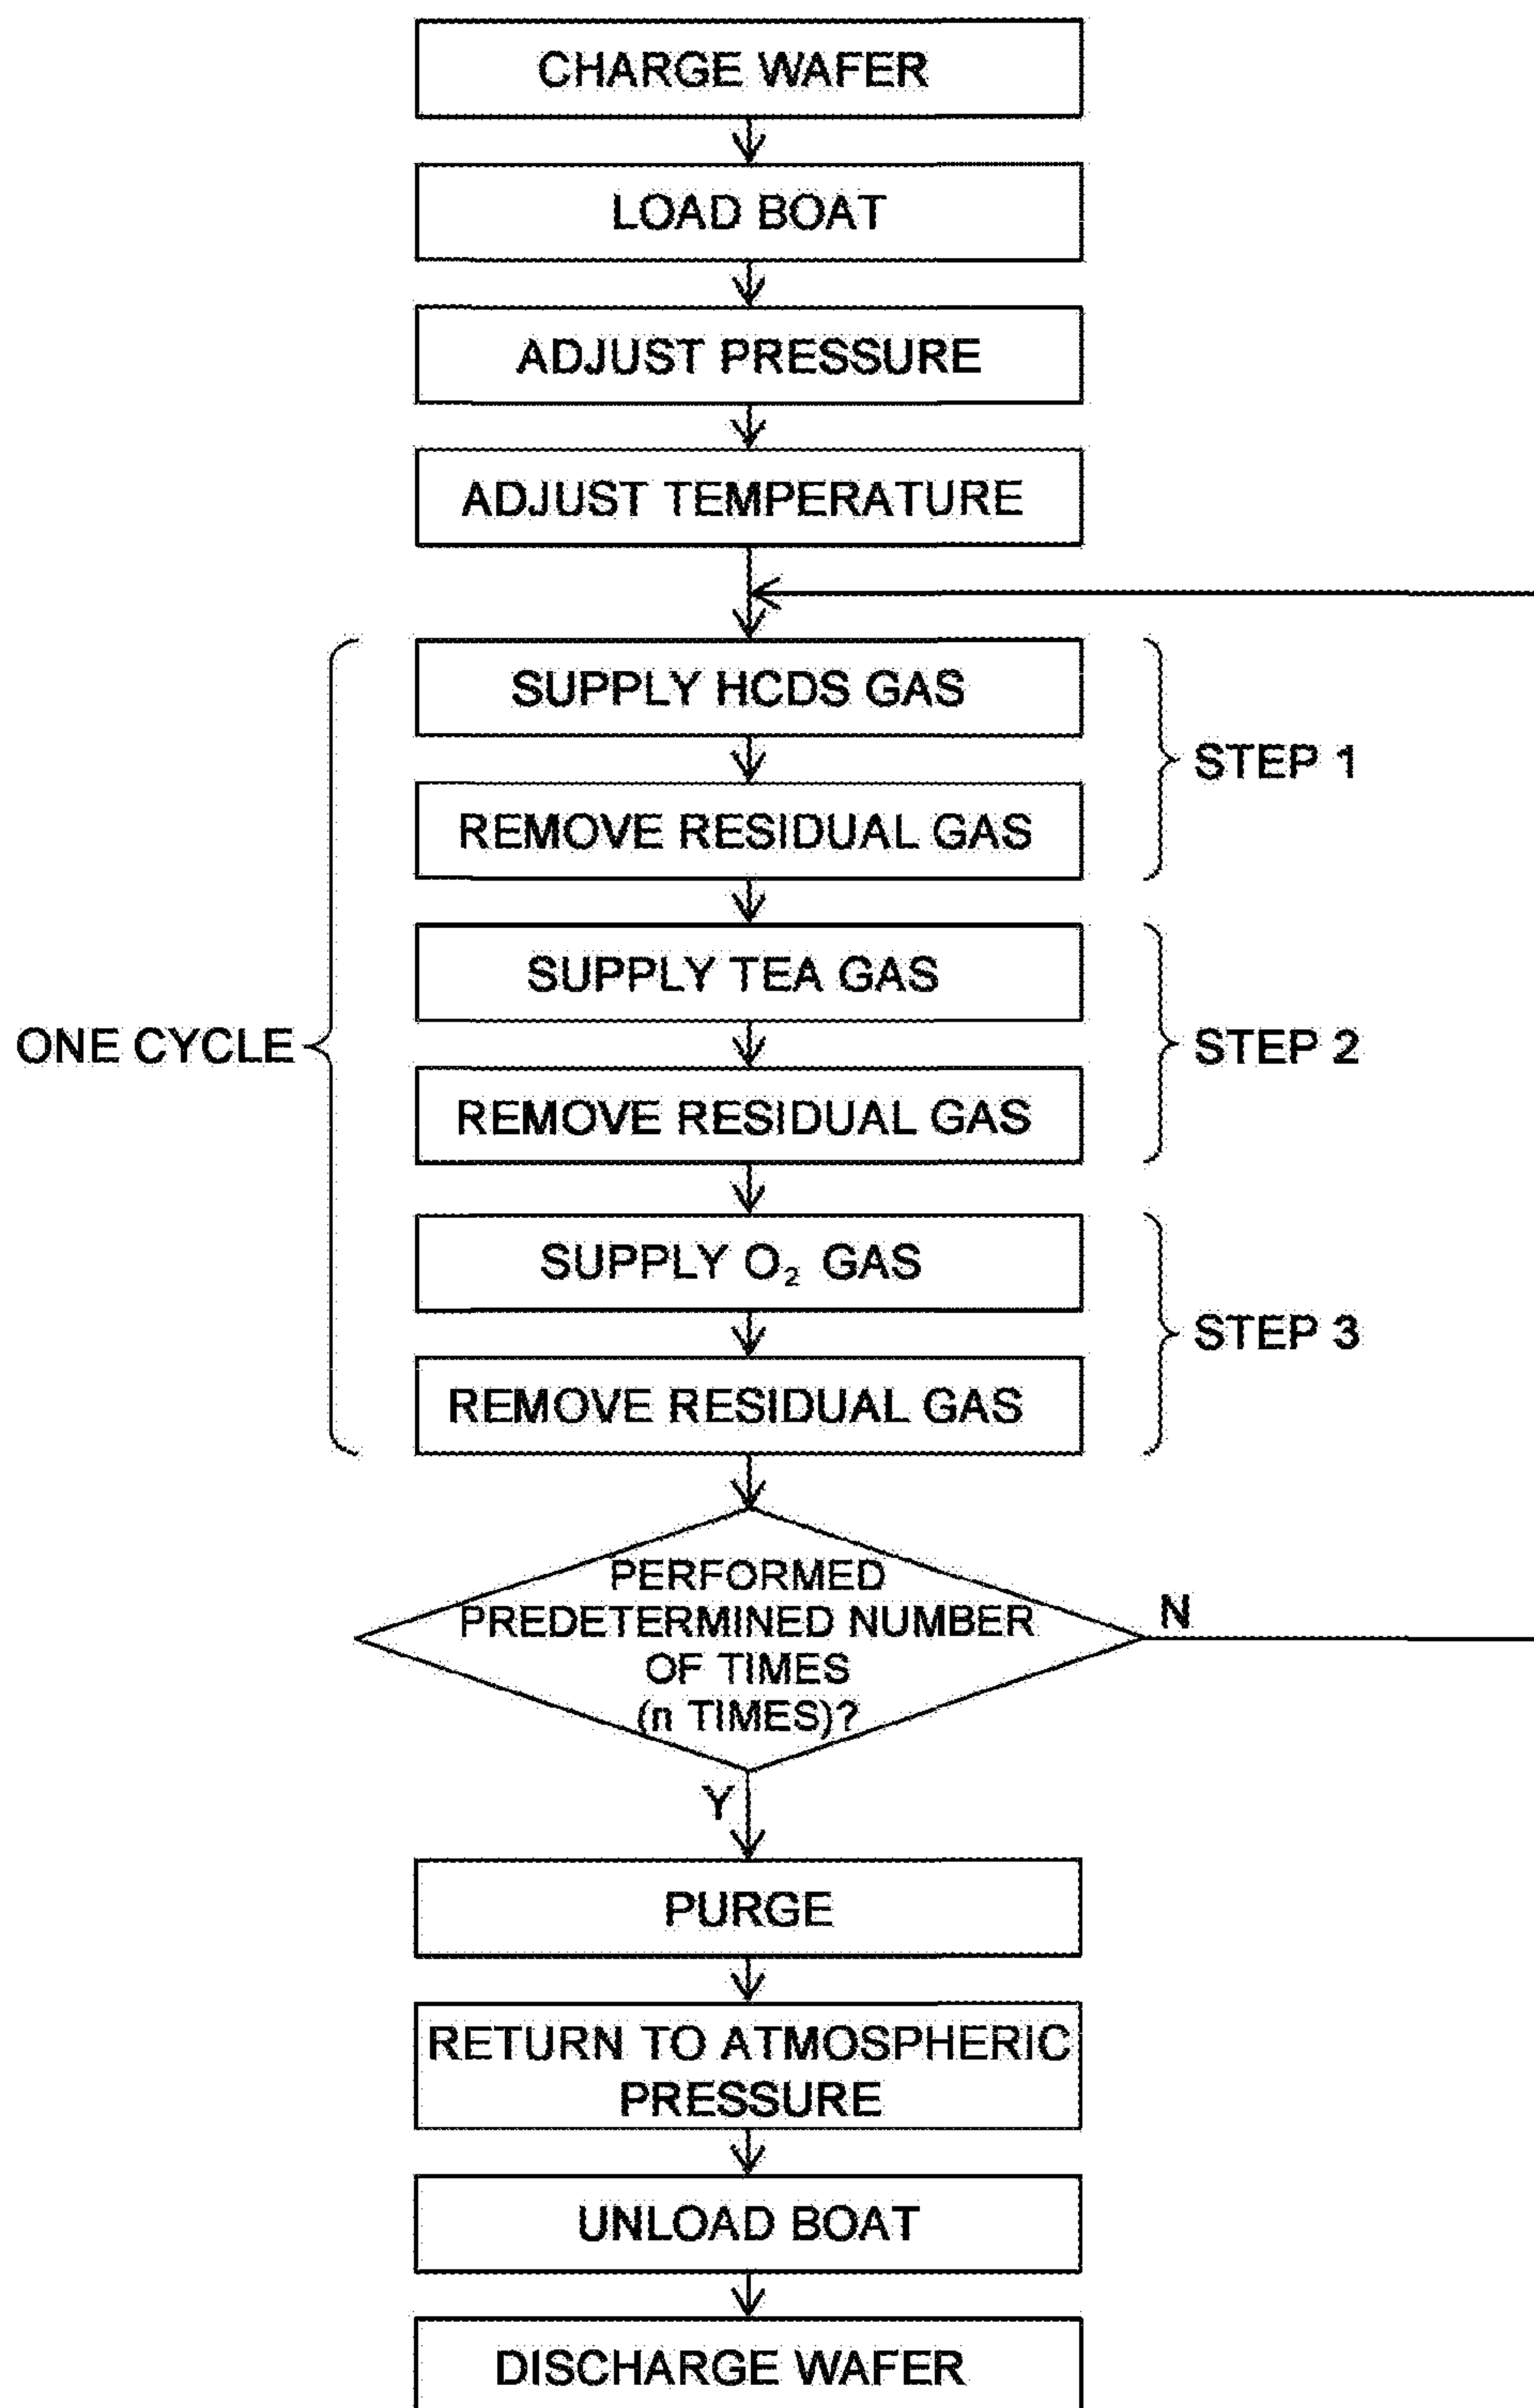 CHARGE WAFER
LOAD BOAT
ADJUST PRESSURE
ADJUST TEMPERATURE
SUPPLY HCDS GAS
STEP 1
REMOVE RESIDUAL GAS
SUPPLY TEA GAS
ONE CYCLE
STEP 2
REMOVE RESIDUAL GAS
SUPPLY O₂ GAS
STEP 3
REMOVE RESIDUAL GAS
PERFORMED
PREDETERMINED NUMBER
OF TIMES
(n TIMES)?
N
Y
PURGE
RETURN TO ATMOSPHERIC
PRESSURE
UNLOAD BOAT
DISCHARGE WAFER